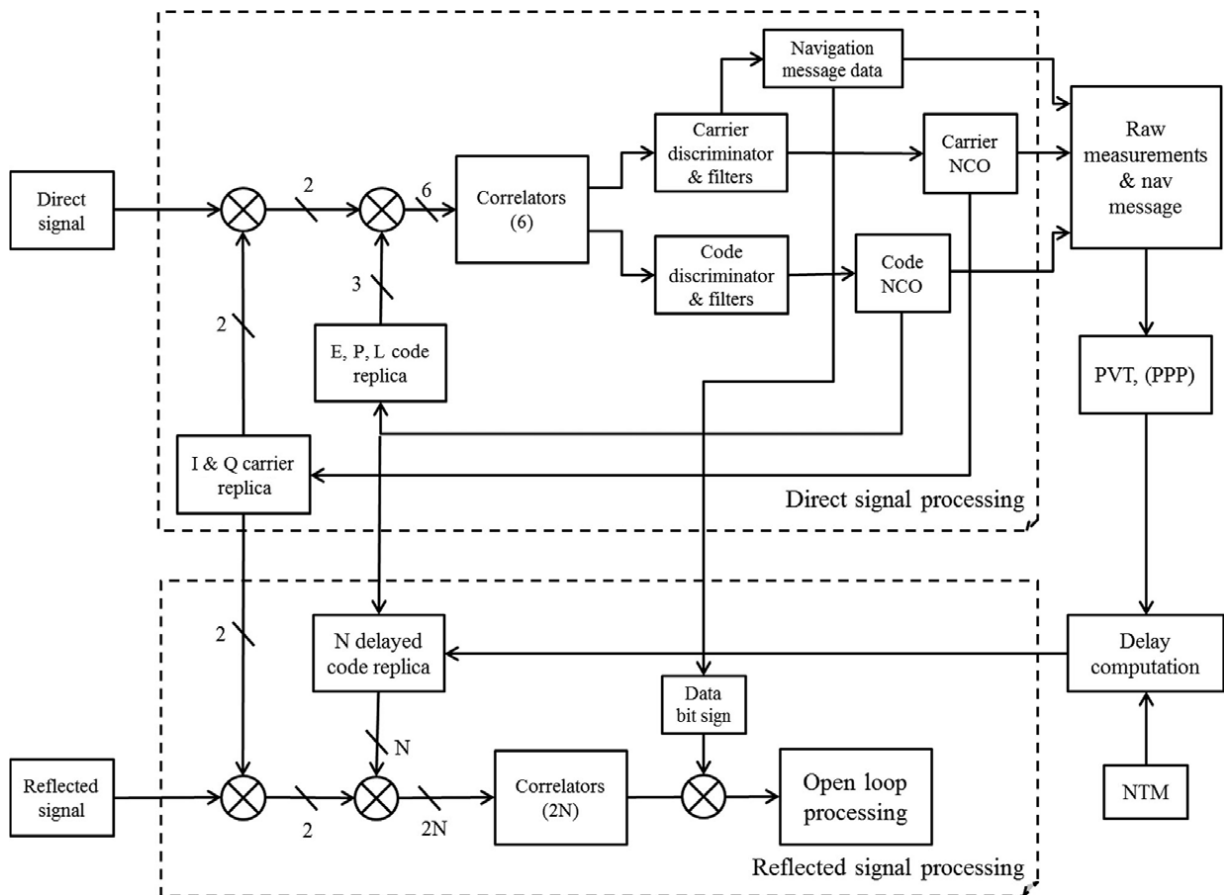 Navigation
message data
Direct
signal
2
6
Correlators
(6)
Carrier
discriminator
& filters
Carrier
NCO
Raw
measurements
& nav
message
Code
discriminator
& filters
Code
NCO
3
2
E, P, L code
replica
PVT, (PPP)
I & Q carrier
replica
Direct signal processing
2
N delayed
code replica
Delay
computation
Data
bit sign
N
Reflected
signal
2
2N
Correlators
(2N)
Open loop
processing
NTM
Reflected signal processing